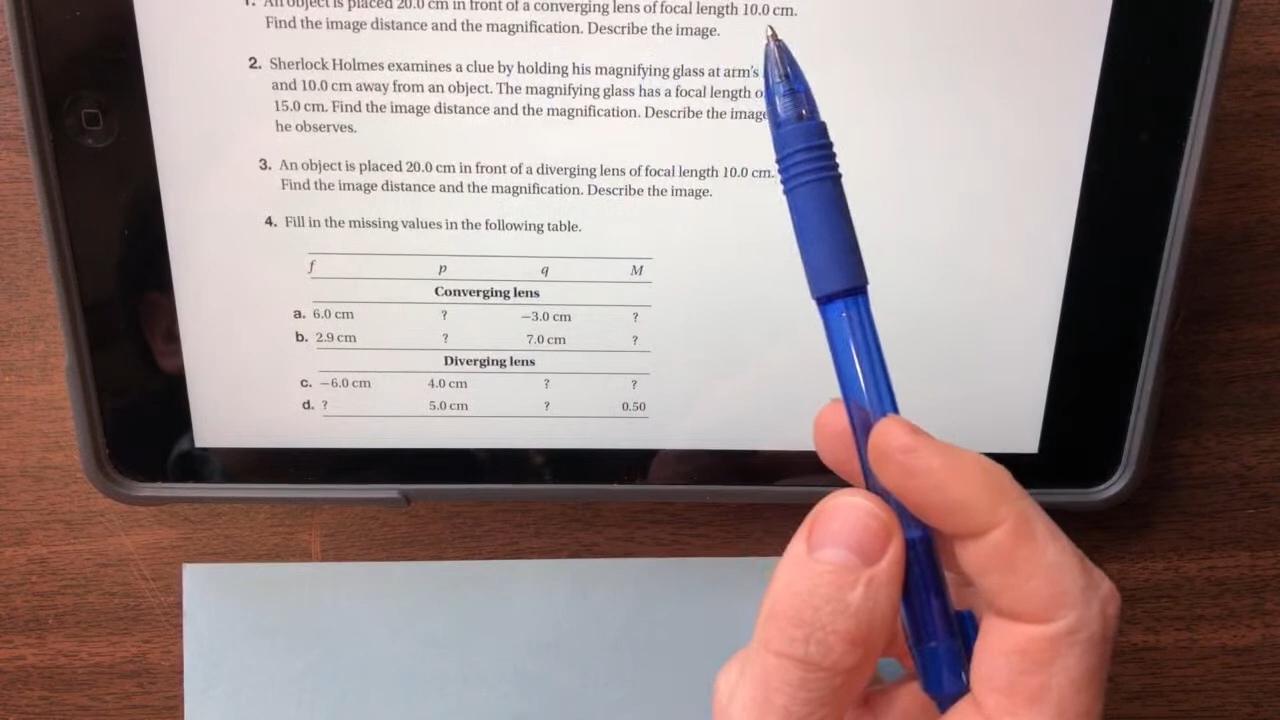 1. An object is placed 20.0 cm in front of a converging lens of focal length 10.0 cm.
Find the image distance and the magnification. Describe the image.
2. Sherlock Holmes examines a clue by holding his magnifying glass at arm's
and 10.0 cm away from an object. The magnifying glass has a focal length
15.0 cm. Find the image distance and the magnification. Describe the image
he observes.
3. An object is placed 20.0 cm in front of a diverging lens of focal length 10.0 cm.
Find the image distance and the magnification. Describe the image.
4. Fill in the missing values in the following table.
f p q M
Converging lens
a. 6.0 cm ? −3.0 cm ?
b. 2.9 cm ? 7.0 cm ?
Diverging lens
c. −6.0 cm 4.0 cm ? ?
d. ? 5.0 cm ? 0.50